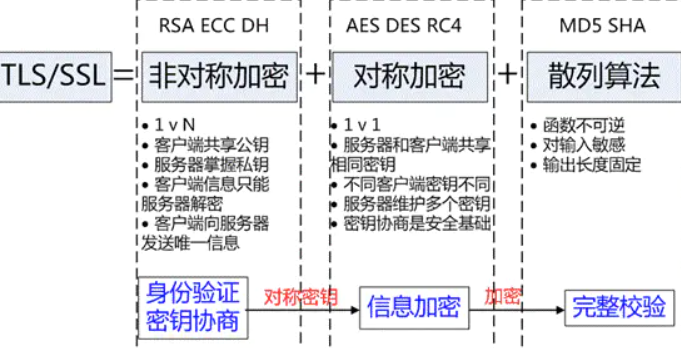 RSA ECC DH
AES DES RC4
MD5 SHA
TLS/SSL
=
非对称加密
+
对称加密
+
散列算法
• 1 v N
• 客户端共享公钥
• 服务器掌握私钥
• 客户端信息只能
服务器解密
• 客户端向服务器
发送唯一信息
• 1 v 1
• 服务器和客户端共享
相同密钥
• 不同客户端密钥不同
• 服务器维护多个密钥
• 密钥协商是安全基础
• 函数不可逆
• 对输入敏感
• 输出长度固定
身份验证
密钥协商
对称密钥
信息加密
加密
完整校验